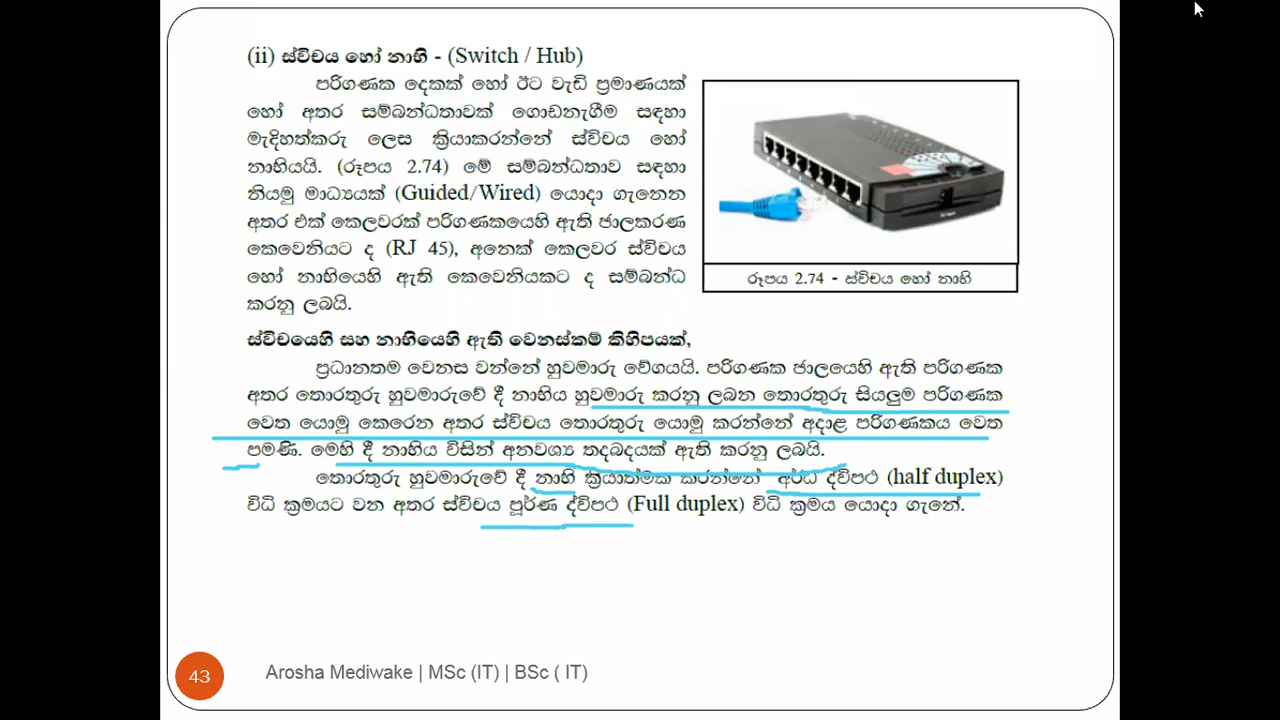 (ii) ස්විචය හෝ නාභි - (Switch / Hub)
පරිගණක දෙකක් හෝ ඊට වැඩි ප්‍රමාණයක්
හෝ අතර සම්බන්ධතාවක් ගොඩනැගීම සඳහා
මැදිහත්කරු ලෙස ක්‍රියාකරන්නේ ස්විචය හෝ
නාභියයි. (රූපය 2.74) මේ සම්බන්ධතාව සඳහා
නියමු මාධ්‍යයක් (Guided/Wired) යොදා ගැනෙන
අතර එක් කෙලවරක් පරිගණකයෙහි ඇති ජාලකරණ
කෙවෙනියට ද (RJ 45), අනෙක් කෙලවර ස්විචය
හෝ නාභියෙහි ඇති කෙවෙනියකට ද සම්බන්ධ
කරනු ලබයි.
රූපය 2.74 - ස්විචය හෝ නාභි
ස්විචයෙහි සහ නාභියෙහි ඇති වෙනස්කම් කිහිපයක්,
ප්‍රධානතම වෙනස වන්නේ හුවමාරු වේගයයි. පරිගණක ජාලයෙහි ඇති පරිගණක
අතර තොරතුරු හුවමාරුවේ දී නාභිය හුවමාරු කරනු ලබන තොරතුරු සියලුම පරිගණක
වෙත යොමු කෙරෙන අතර ස්විචය තොරතුරු යොමු කරන්නේ අදාළ පරිගණකය වෙත
පමණි. මෙහි දී නාභිය විසින් අනවශ්‍ය තදබදයක් ඇති කරනු ලබයි.
තොරතුරු හුවමාරුවේ දී නාභි ක්‍රියාත්මක කරන්නේ අර්ධ ද්විපථ (half duplex)
විධි ක්‍රමයට වන අතර ස්විචය පූර්ණ ද්විපථ (Full duplex) විධි ක්‍රමය යොදා ගැනේ.
43
Arosha Mediwake | MSc (IT) | BSc ( IT)